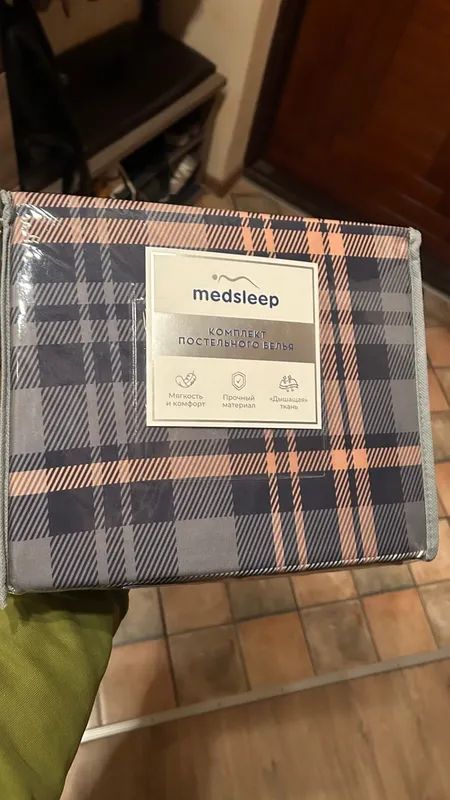 medsleep
КОМПЛЕКТ
ПОСТЕЛЬНОГО БЕЛЬЯ
Мягкость
и комфорт
Прочный
материал
«Дышащая»
ткань